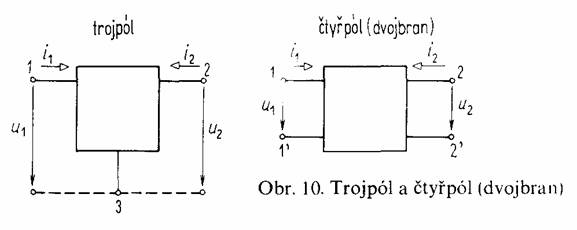 trojpól
čtyřpól (dvojbran)
i₁
i₂
1
2
u₁
u₂
3
i₁
i₂
1
2
u₁
u₂
1'
2'
Obr. 10. Trojpól a čtyřpól (dvojbran)